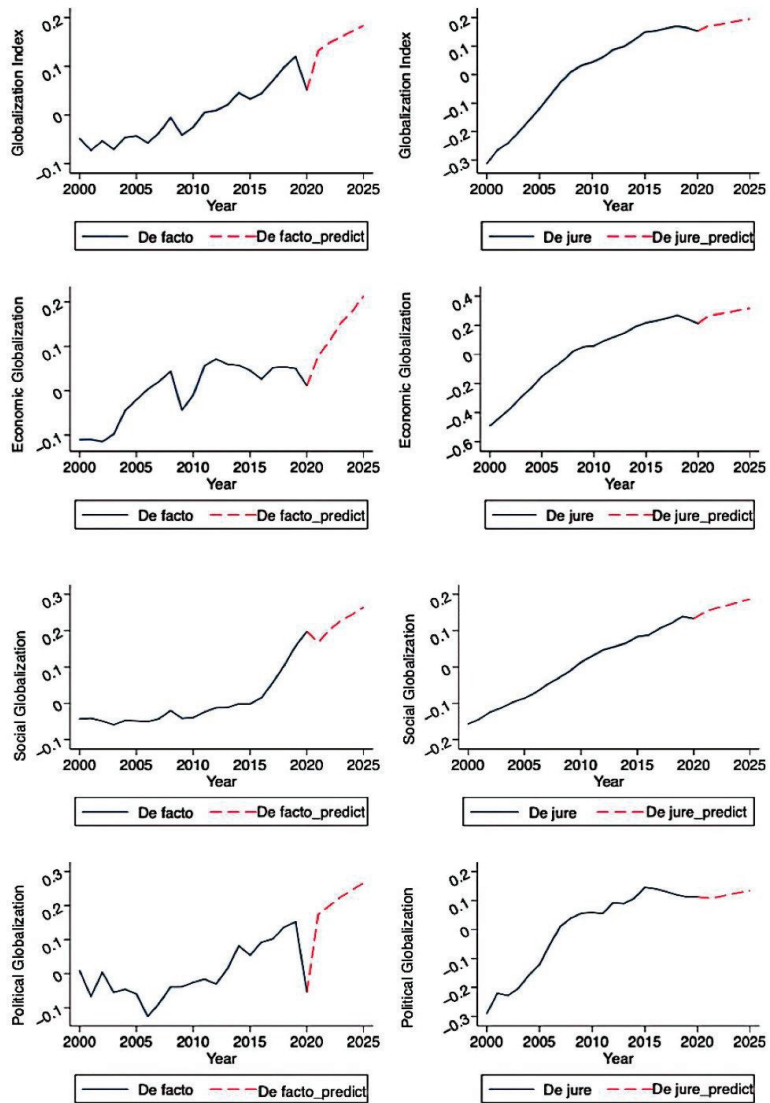 Globalization Index
0.2
0.1
0
-0.1
2000 2005 2010 2015 2020 2025
Year
De facto De facto_predict
Globalization Index
0.2
0.1
0
-0.1
-0.2
-0.3
2000 2005 2010 2015 2020 2025
Year
De jure De jure_predict
Economic Globalization
0.2
0.1
0
-0.1
2000 2005 2010 2015 2020 2025
Year
De facto De facto_predict
Economic Globalization
0.4
0.2
0
-0.2
-0.4
-0.6
2000 2005 2010 2015 2020 2025
Year
De jure De jure_predict
Social Globalization
0.3
0.2
0.1
0
-0.1
2000 2005 2010 2015 2020 2025
Year
De facto De facto_predict
Social Globalization
0.2
0.1
0
-0.1
-0.2
2000 2005 2010 2015 2020 2025
Year
De jure De jure_predict
Political Globalization
0.3
0.2
0.1
0
-0.1
2000 2005 2010 2015 2020 2025
Year
De facto De facto_predict
Political Globalization
0.2
0.1
0
-0.1
-0.2
-0.3
2000 2005 2010 2015 2020 2025
Year
De jure De jure_predict